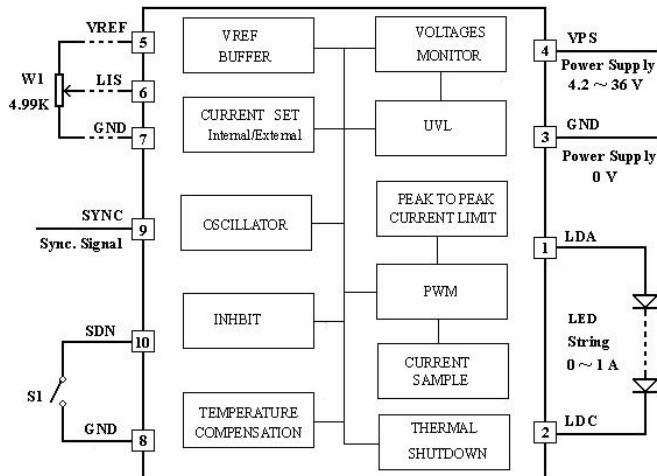 VREF
5
W1
4.99K
LIS
6
GND
7
SYNC
9
Sync. Signal
SDN
10
S1
GND
8
VREF
BUFFER
CURRENT SET
Internal/External
OSCILLATOR
INHBIT
TEMPERATURE
COMPENSATION
VOLTAGES
MONITOR
UVL
PEAK TO PEAK
CURRENT LIMIT
PWM
CURRENT
SAMPLE
THERMAL
SHUTDOWN
VPS
4
Power Supply
4.2 ~ 36 V
GND
3
Power Supply
0 V
LDA
1
LED
String
0 ~ 1 A
LDC
2